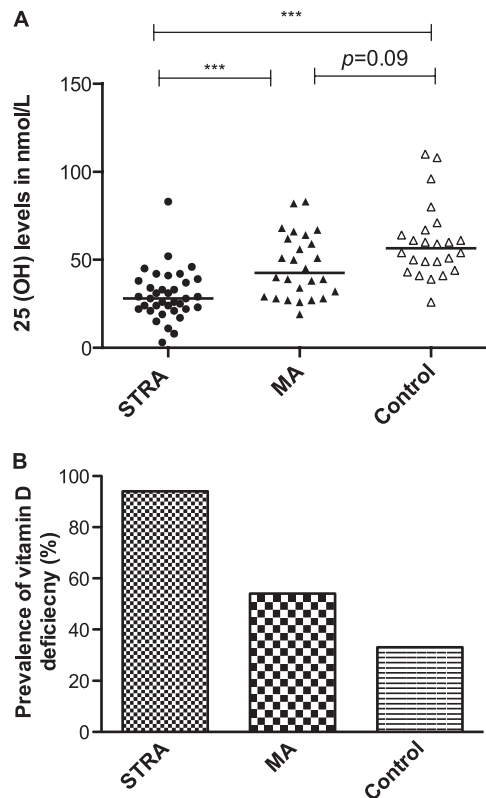 A
***
***
p=0.09
25 (OH) levels in nmol/L
150
100
50
0
STRA
MA
Control
B
Prevalence of vitamin D
deficiecny (%)
100
80
60
40
20
0
STRA
MA
Control